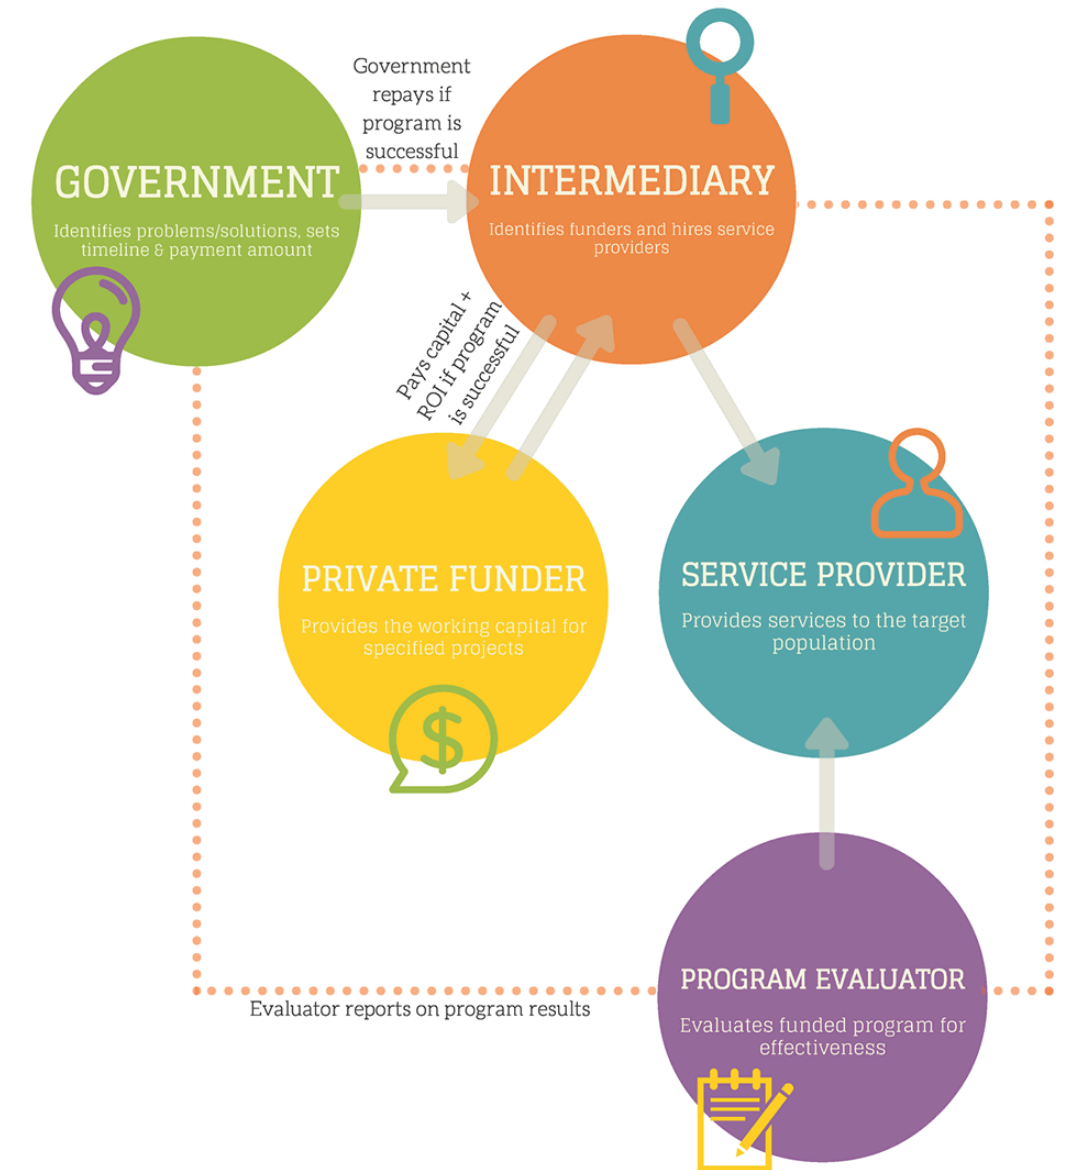 Government
repays if
program is
successful
GOVERNMENT
Identifies problems/solutions, sets
timeline & payment amount
INTERMEDIARY
Identifies funders and hires service
providers
Pays capital +
ROI if program
is successful
PRIVATE FUNDER
Provides the working capital for
specified projects
$
SERVICE PROVIDER
Provides services to the target
population
PROGRAM EVALUATOR
Evaluates funded program for
effectiveness
Evaluator reports on program results